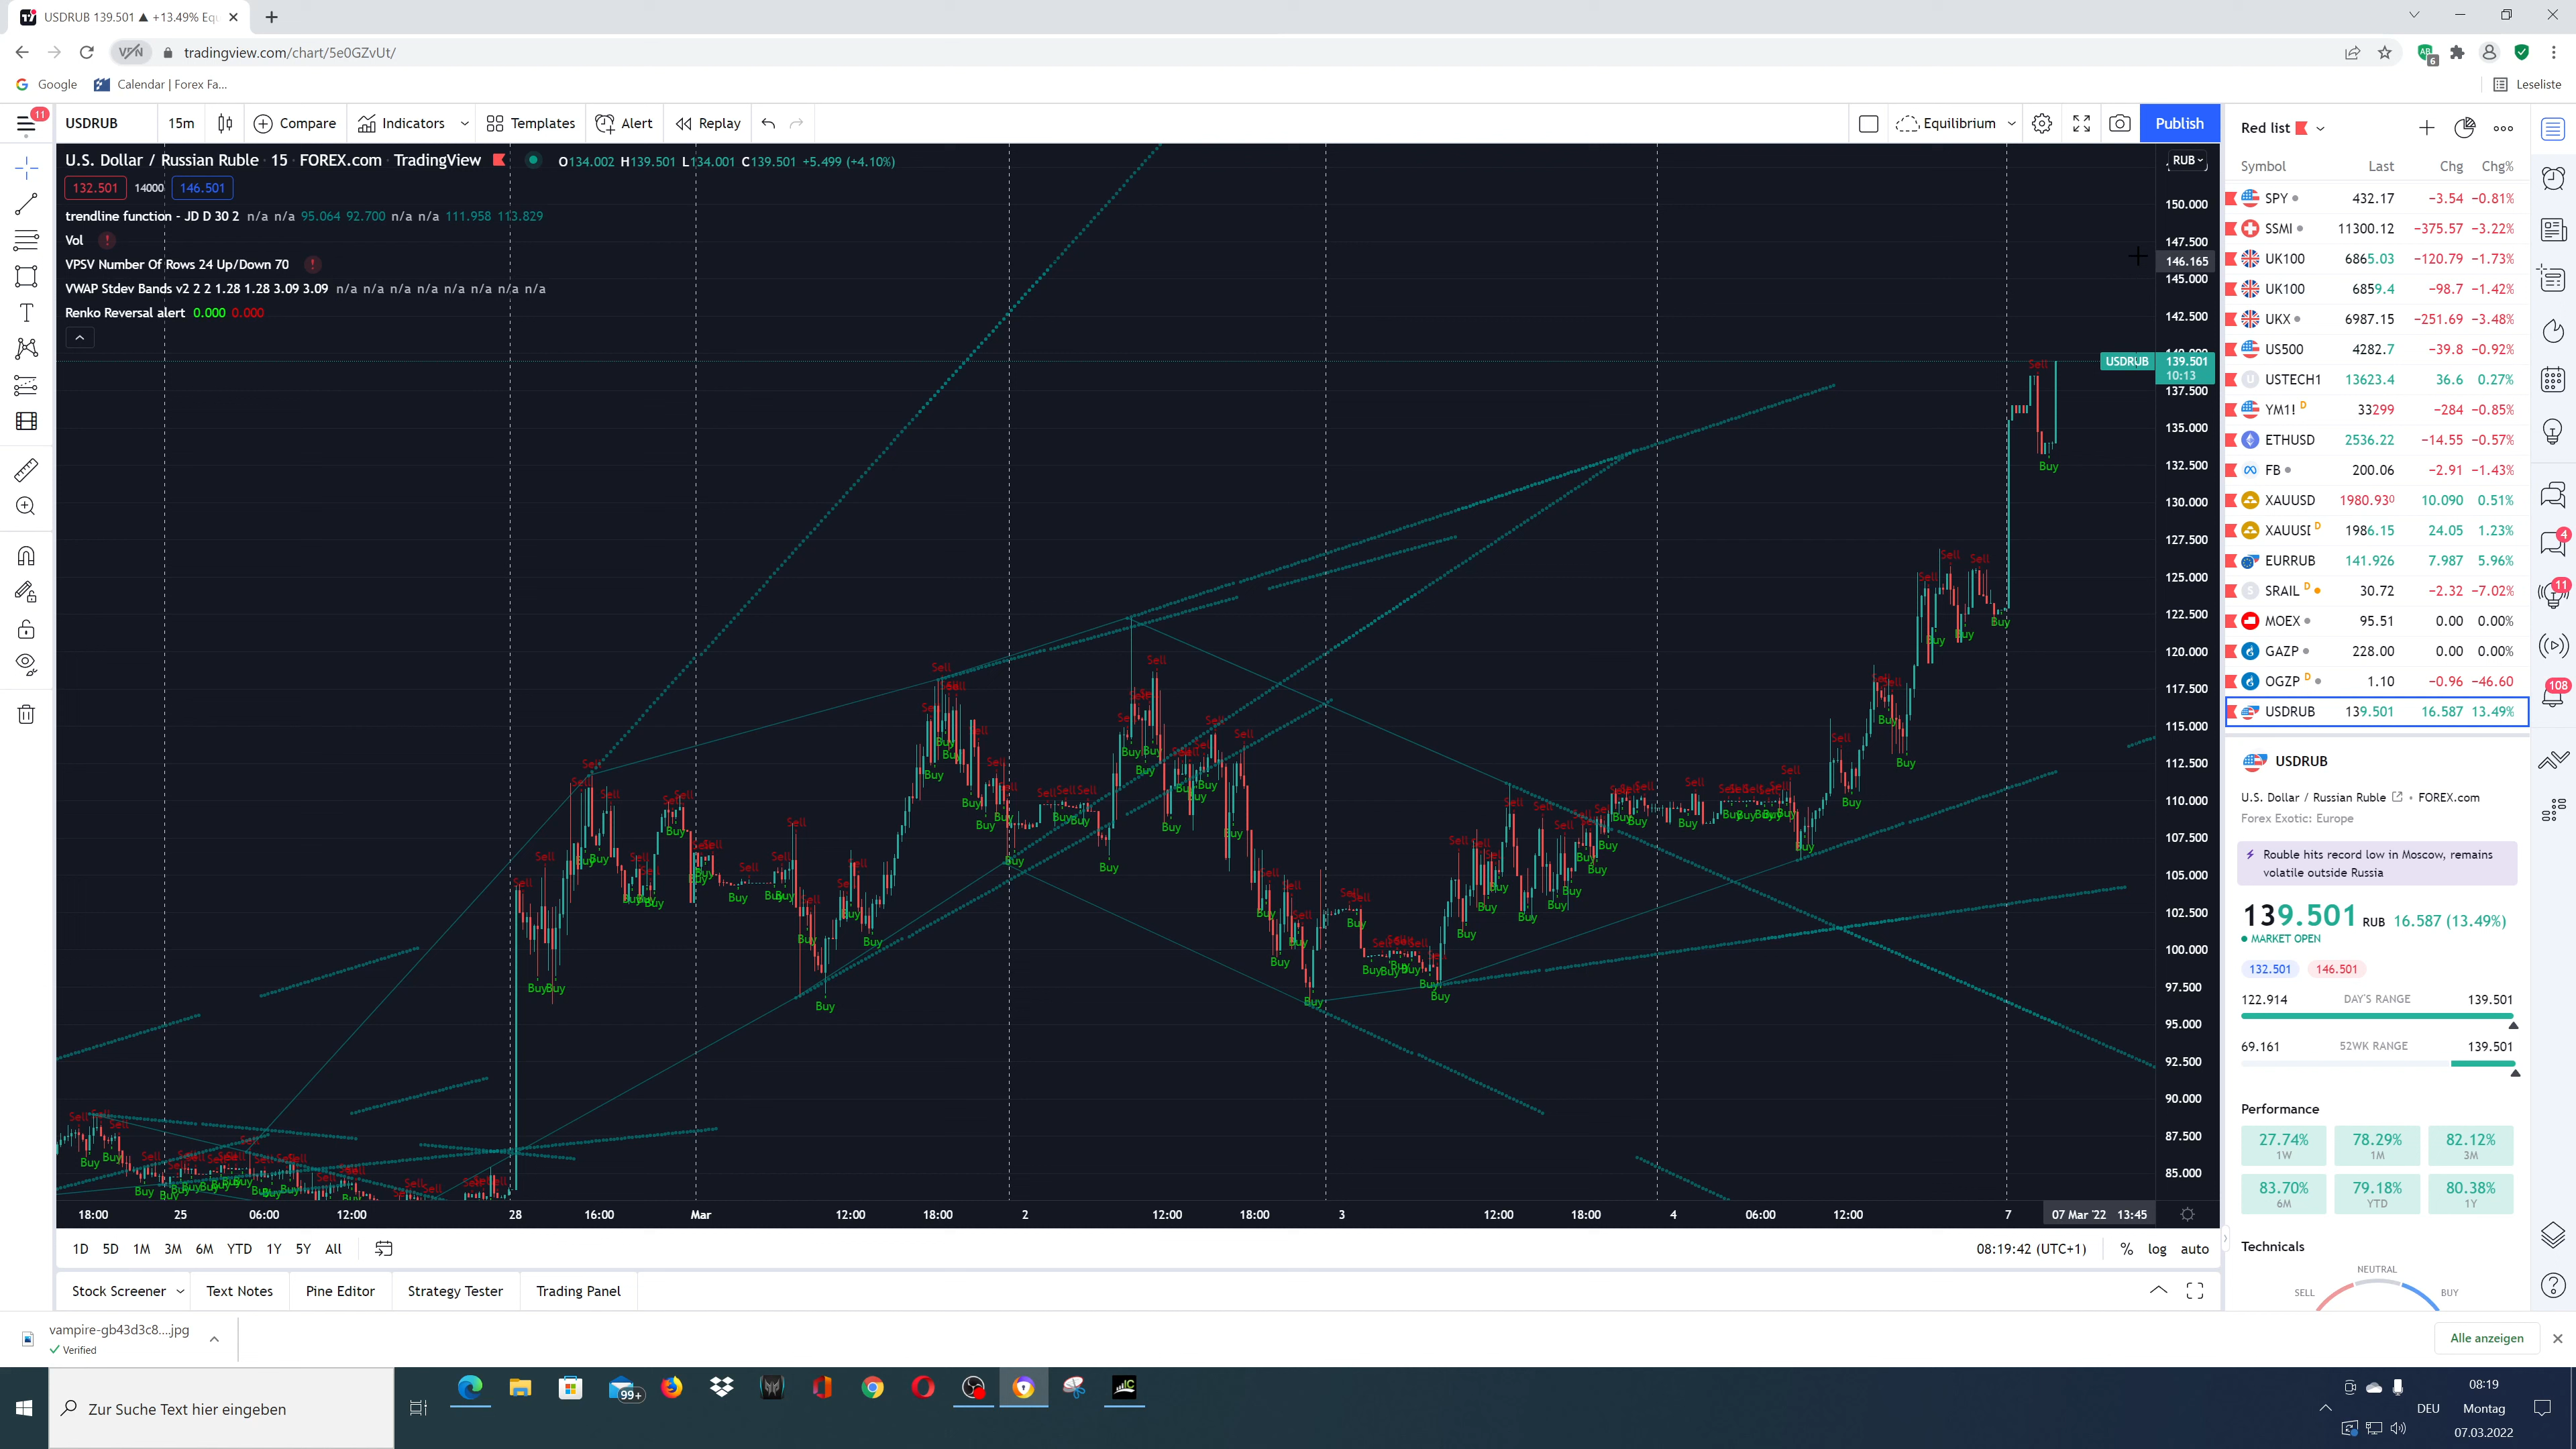 USDRUB 139.501 ▲ +13.49% Equ
tradingview.com/chart/5e0GZvUt/
VPN
6
Google
Calendar | Forex Fa...
Leseliste
11
USDRUB
15m
Compare
Indicators
Templates
Alert
Replay
Equilibrium
Publish
U.S. Dollar / Russian Ruble · 15 · FOREX.com · TradingView
O134.002 H139.501 L134.001 C139.501 +5.499 (+4.10%)
132.501 14000 146.501
trendline function - JD D 30 2 n/a n/a 95.064 92.700 n/a n/a 111.958 113.829
Vol
VPSV Number Of Rows 24 Up/Down 70
VWAP Stdev Bands v2 2 2 1.28 1.28 3.09 3.09 n/a n/a n/a n/a n/a n/a n/a n/a n/a
Renko Reversal alert 0.000 0.000
RUB
150.000
147.500
146.165
145.000
142.500
USDRUB 139.501
10:13
137.500
135.000
132.500
130.000
127.500
125.000
122.500
120.000
117.500
115.000
112.500
110.000
107.500
105.000
102.500
100.000
97.500
95.000
92.500
90.000
87.500
85.000
Sell
Buy
18:00 25 06:00 12:00 28 16:00 Mar 12:00 18:00 2 12:00 18:00 3 12:00 18:00 4 06:00 12:00 7 07 Mar '22 13:45
1D 5D 1M 3M 6M YTD 1Y 5Y All
08:19:42 (UTC+1) % log auto
Stock Screener
Text Notes
Pine Editor
Strategy Tester
Trading Panel
Red list
Symbol Last Chg Chg%
SPY 432.17 −3.54 −0.81%
SSMI 11300.12 −375.57 −3.22%
UK100 6865.03 −120.79 −1.73%
UK100 6859.4 −98.7 −1.42%
UKX 6987.15 −251.69 −3.48%
US500 4282.7 −39.8 −0.92%
USTECH1 13623.4 36.6 0.27%
YM1! D 33299 −284 −0.85%
ETHUSD 2536.22 −14.55 −0.57%
FB 200.06 −2.91 −1.43%
XAUUSD 1980.930 10.090 0.51%
XAUUSD D 1986.15 24.05 1.23%
EURRUB 141.926 7.987 5.96%
SRAIL D 30.72 −2.32 −7.02%
MOEX 95.51 0.00 0.00%
GAZP 228.00 0.00 0.00%
OGZP D 1.10 −0.96 −46.60
USDRUB 139.501 16.587 13.49%
4
11
108
USDRUB
U.S. Dollar / Russian Ruble • FOREX.com
Forex Exotic: Europe
Rouble hits record low in Moscow, remains
volatile outside Russia
139.501 RUB 16.587 (13.49%)
MARKET OPEN
132.501 146.501
122.914 DAY'S RANGE 139.501
69.161 52WK RANGE 139.501
Performance
27.74% 78.29% 82.12%
1W 1M 3M
83.70% 79.18% 80.38%
6M YTD 1Y
Technicals
NEUTRAL
SELL BUY
vampire-gb43d3c8....jpg
Verified
Alle anzeigen
Zur Suche Text hier eingeben
99+
DEU
08:19
Montag
07.03.2022